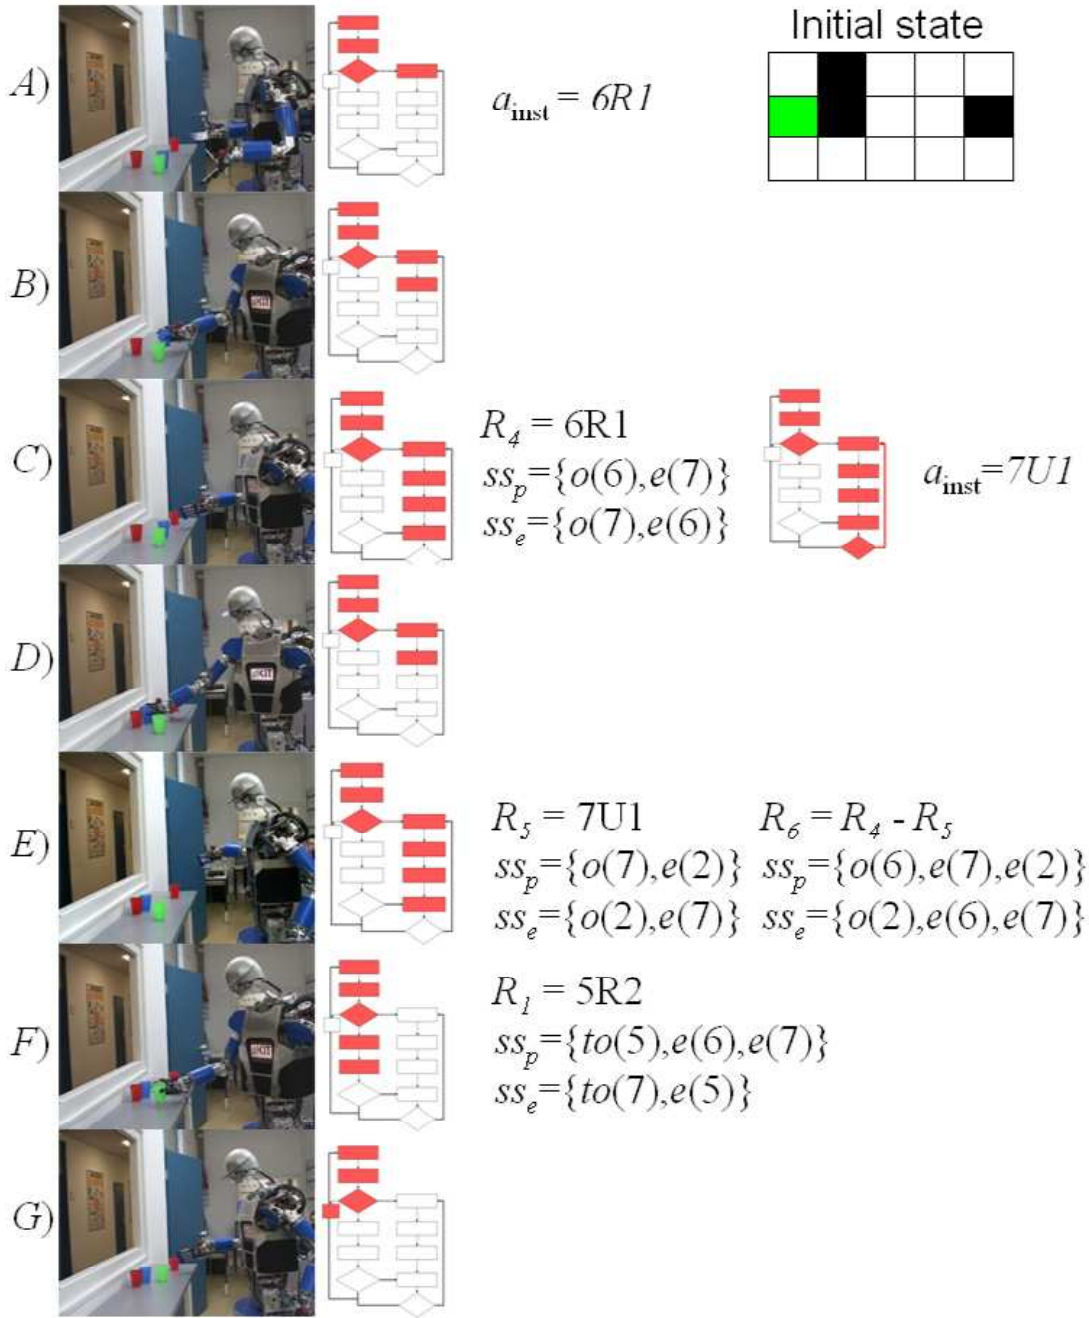 Initial state
A)
a_inst = 6R1
B)
C)
R_4 = 6R1
ss_p={o(6),e(7)}
ss_e={o(7),e(6)}
a_inst=7U1
D)
E)
R_5 = 7U1
ss_p={o(7),e(2)}
ss_e={o(2),e(7)}
R_6 = R_4 - R_5
ss_p={o(6),e(7),e(2)}
ss_e={o(2),e(6),e(7)}
F)
R_1 = 5R2
ss_p={to(5),e(6),e(7)}
ss_e={to(7),e(5)}
G)